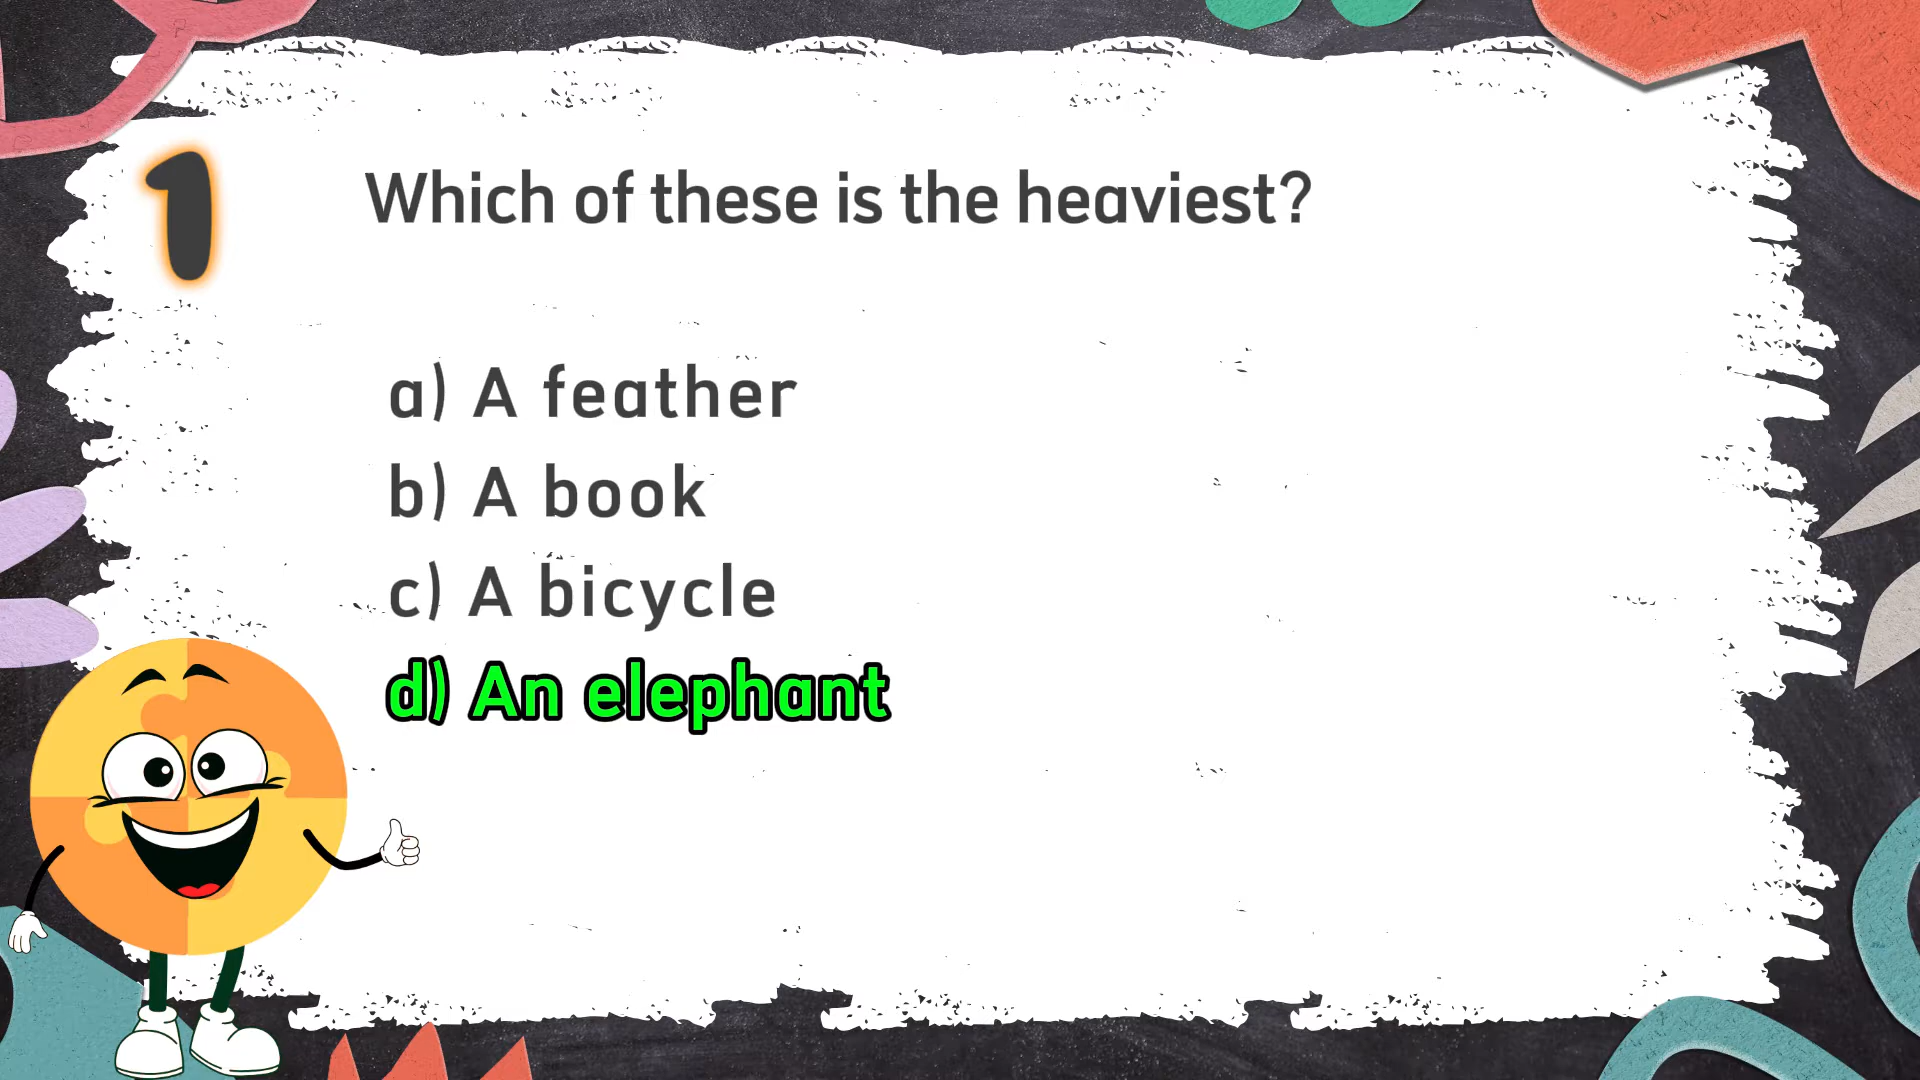 1
Which of these is the heaviest?
a) A feather
b) A book
c) A bicycle
d) An elephant